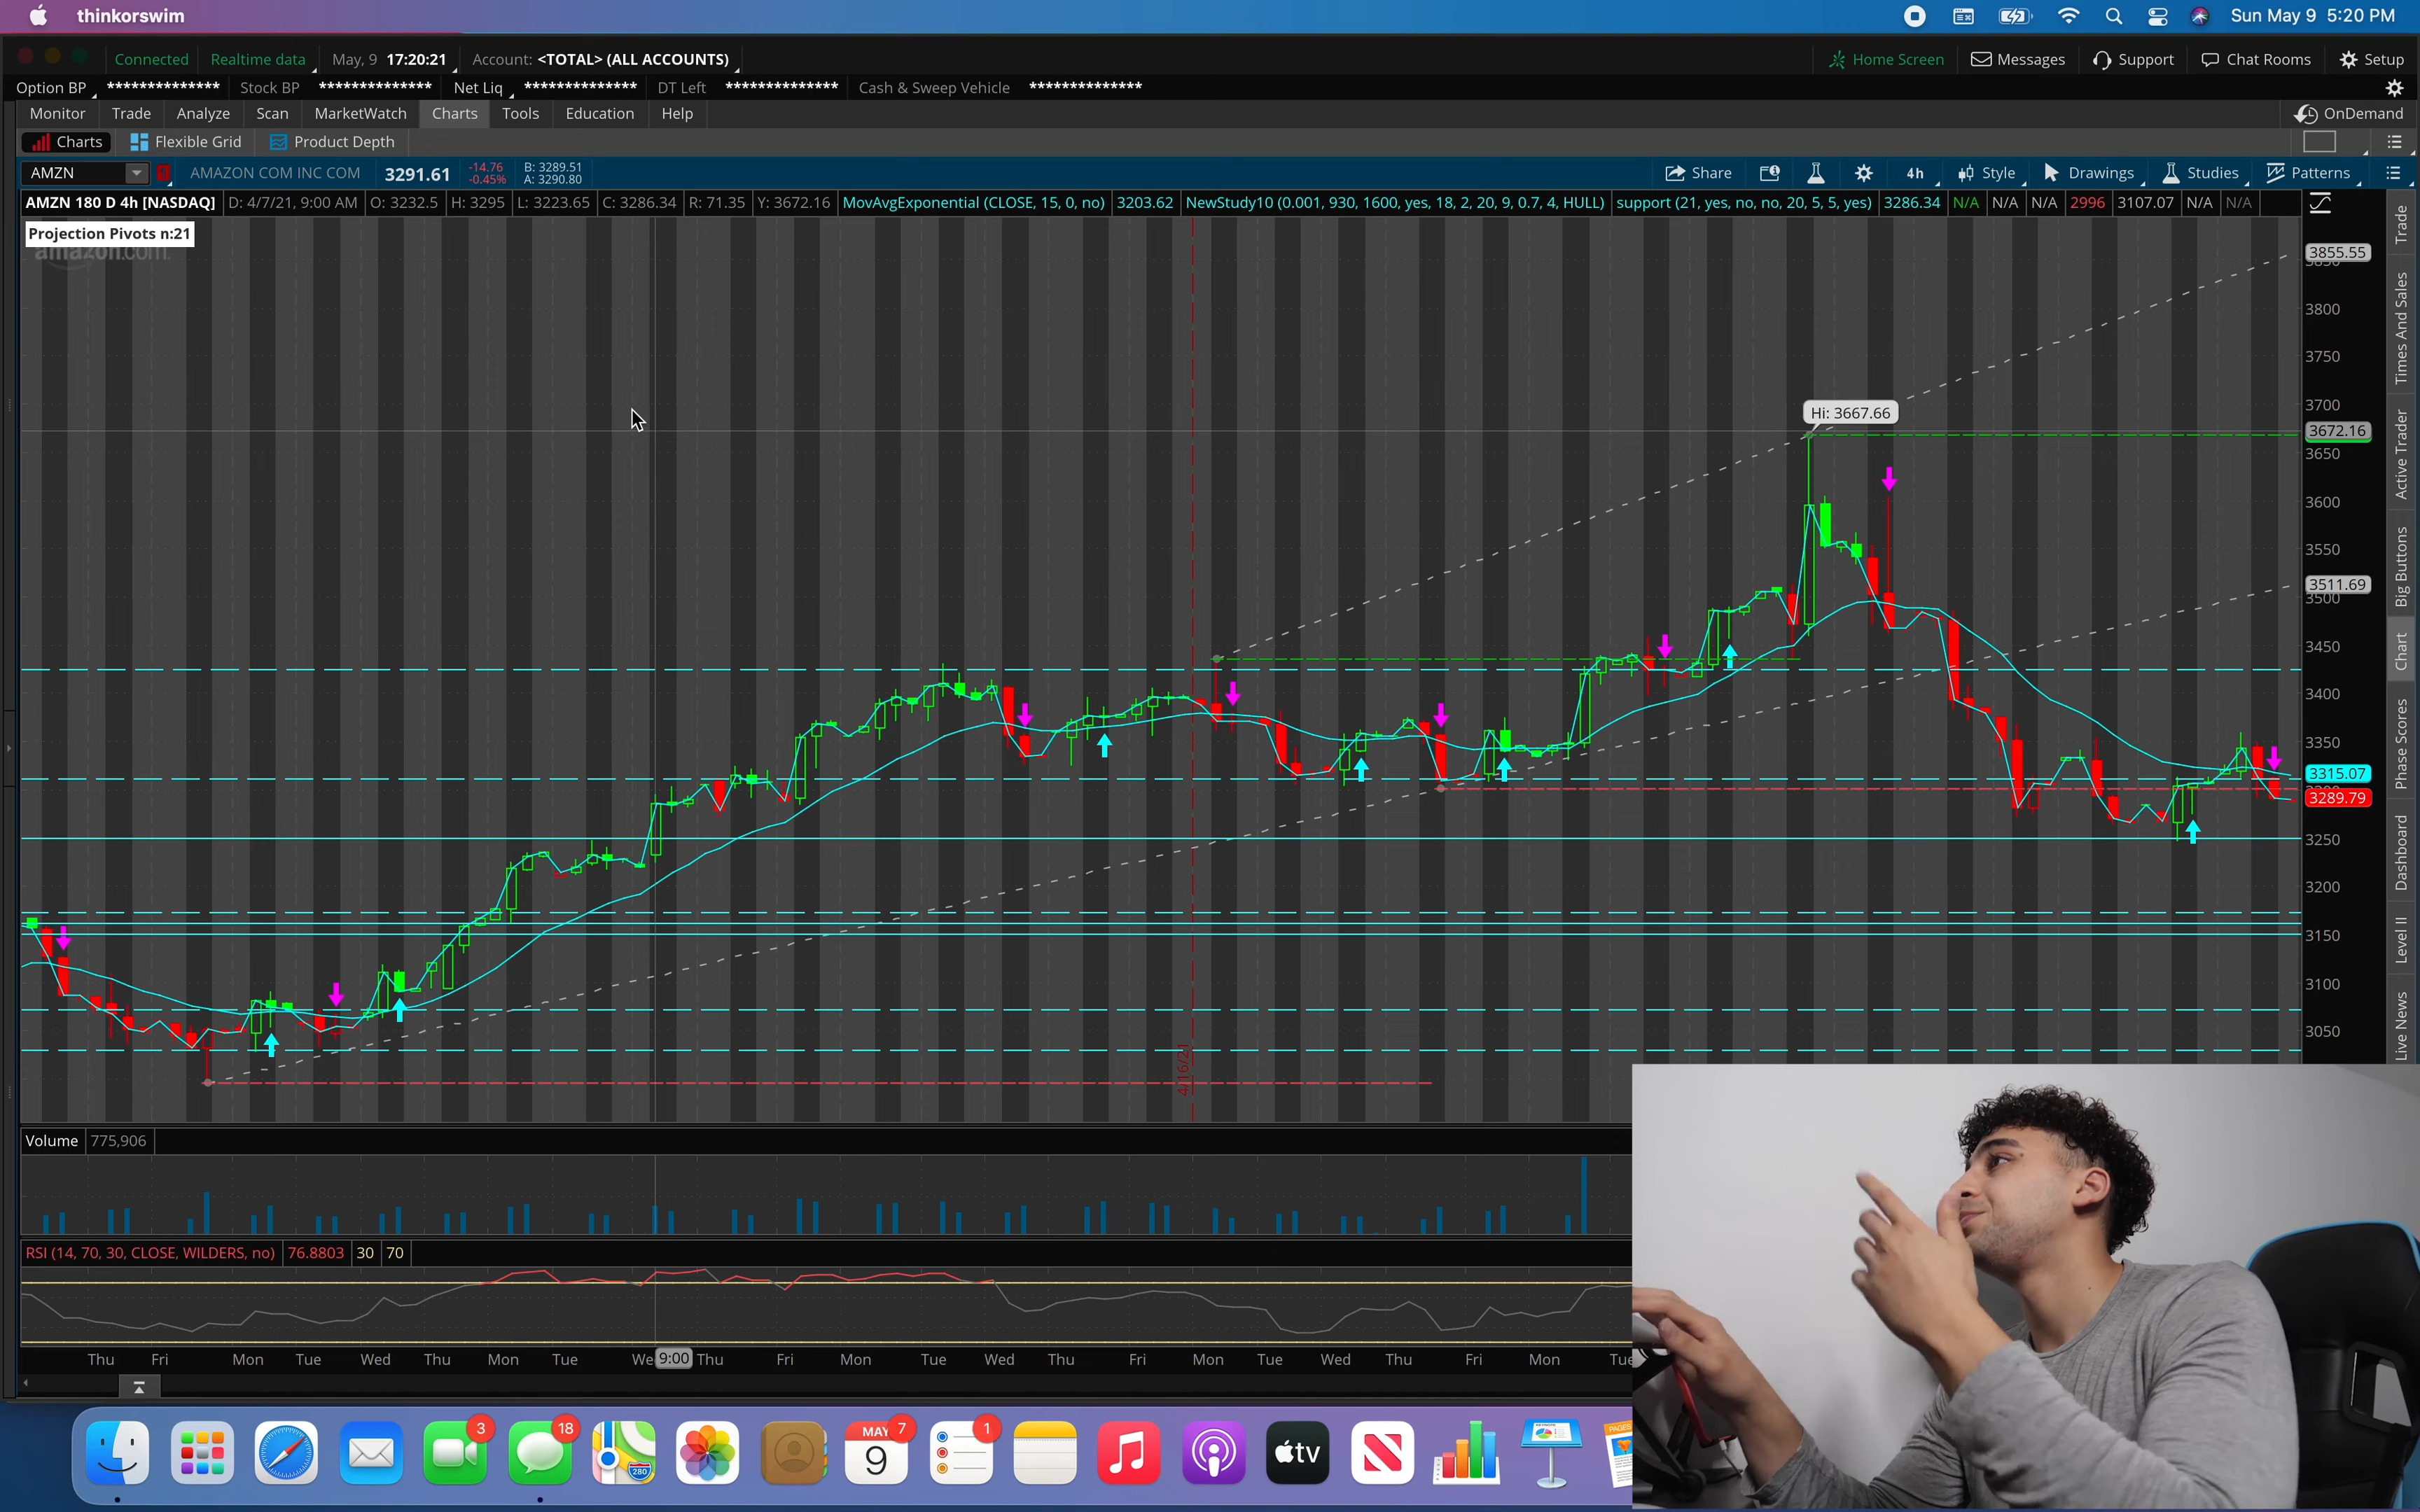 thinkorswim
Sun May 9 5:20 PM
Connected Realtime data May, 9 17:20:21 Account: <TOTAL> (ALL ACCOUNTS)
Home Screen Messages Support Chat Rooms Setup
Option BP ************** Stock BP ************** Net Liq ************** DT Left ************** Cash & Sweep Vehicle **************
Monitor Trade Analyze Scan MarketWatch Charts Tools Education Help
OnDemand
Charts Flexible Grid Product Depth
AMZN AMAZON COM INC COM 3291.61 -14.76 B: 3289.51
-0.45% A: 3290.80
Share 4h Style Drawings Studies Patterns
AMZN 180 D 4h [NASDAQ] D: 4/7/21, 9:00 AM O: 3232.5 H: 3295 L: 3223.65 C: 3286.34 R: 71.35 Y: 3672.16 MovAvgExponential (CLOSE, 15, 0, no) 3203.62 NewStudy10 (0.001, 930, 1600, yes, 18, 2, 20, 9, 0.7, 4, HULL) support (21, yes, no, no, 20, 5, 5, yes) 3286.34 N/A N/A N/A 2996 3107.07 N/A N/A
Projection Pivots n:21
amazon.com
3855.55
3800
3750
3700
Hi: 3667.66
3672.16
3650
3600
3550
3511.69
3500
3450
3400
3350
3315.07
3289.79
3250
3200
3150
3100
3050
4/16/21
Trade
Times And Sales
Active Trader
Big Buttons
Chart
Phase Scores
Dashboard
Level II
Live News
Volume 775,906
RSI (14, 70, 30, CLOSE, WILDERS, no) 76.8803 30 70
Thu Fri Mon Tue Wed Thu Mon Tue We 9:00 Thu Fri Mon Tue Wed Thu Fri Mon Tue Wed Thu Fri Mon Tue
3 18 MAY 7 1
9
280
tv
PAGES